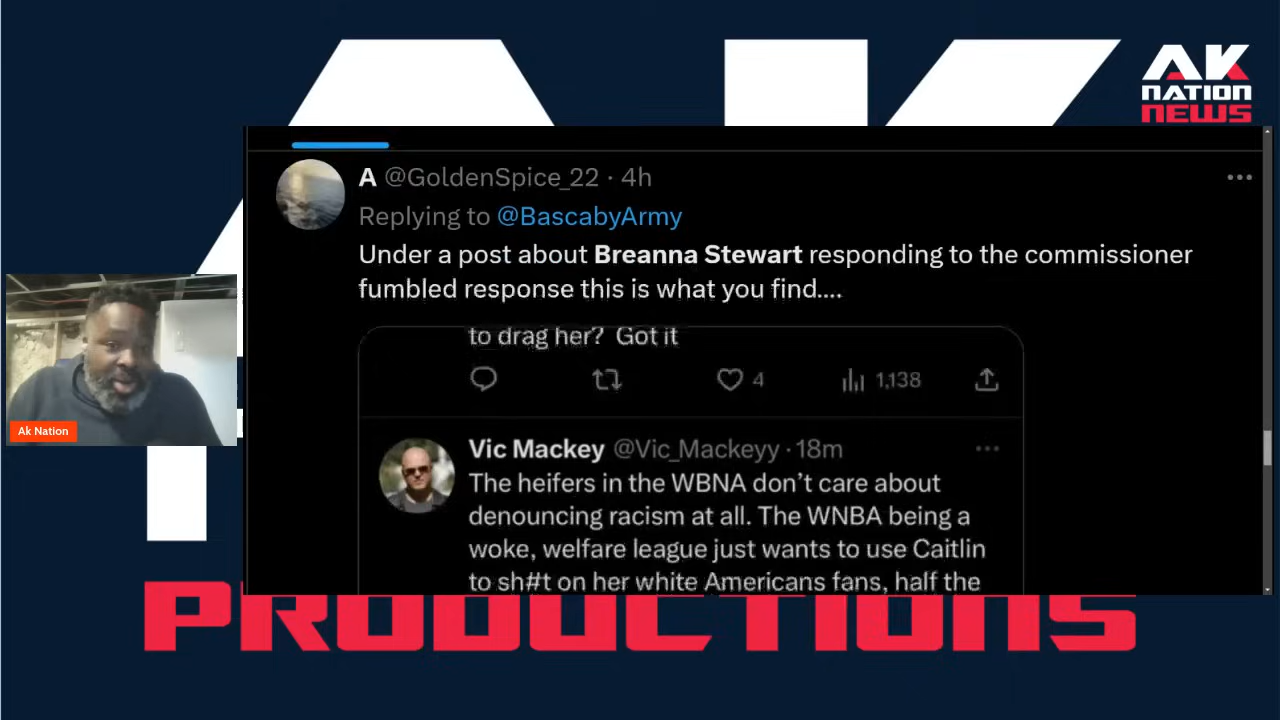 AK
NATION
NEWS
A @GoldenSpice_22 · 4h
Replying to @BascabyArmy
Under a post about Breanna Stewart responding to the commissioner
fumbled response this is what you find....
to drag her? Got it
4
1,138
Vic Mackey @Vic_Mackeyy · 18m
The heifers in the WBNA don't care about
denouncing racism at all. The WNBA being a
woke, welfare league just wants to use Caitlin
to sh#t on her white Americans fans, half the
Ak Nation
PRODUCTIONS